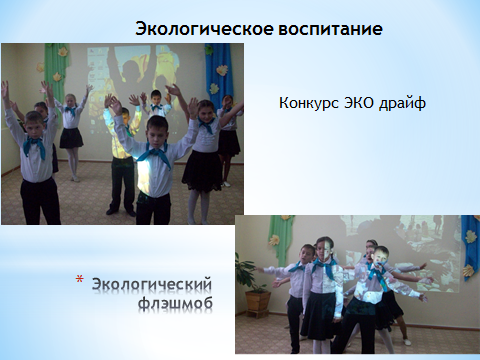 Экологическое воспитание
Конкурс ЭКО драйф
* Экологический
флэшмоб